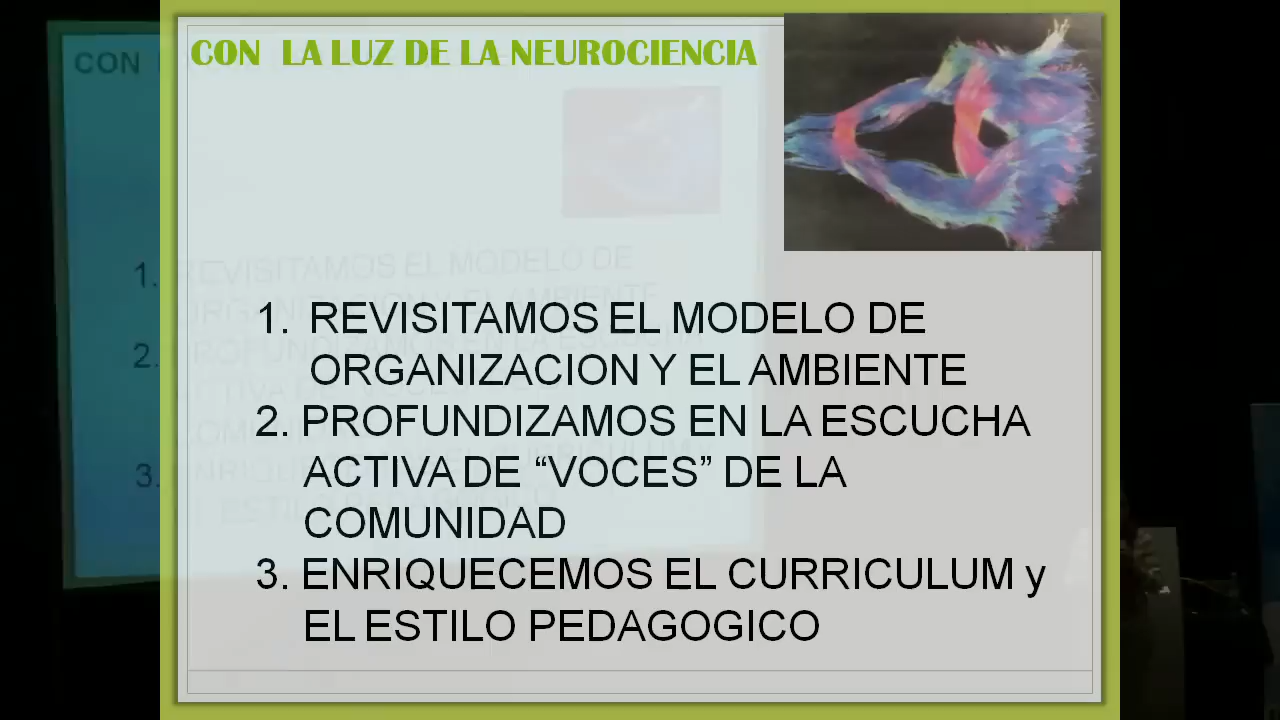 CON LA LUZ DE LA NEUROCIENCIA
1. REVISITAMOS EL MODELO DE
ORGANIZACION Y EL AMBIENTE
2. PROFUNDIZAMOS EN LA ESCUCHA
ACTIVA DE “VOCES” DE LA
COMUNIDAD
3. ENRIQUECEMOS EL CURRICULUM y
EL ESTILO PEDAGOGICO